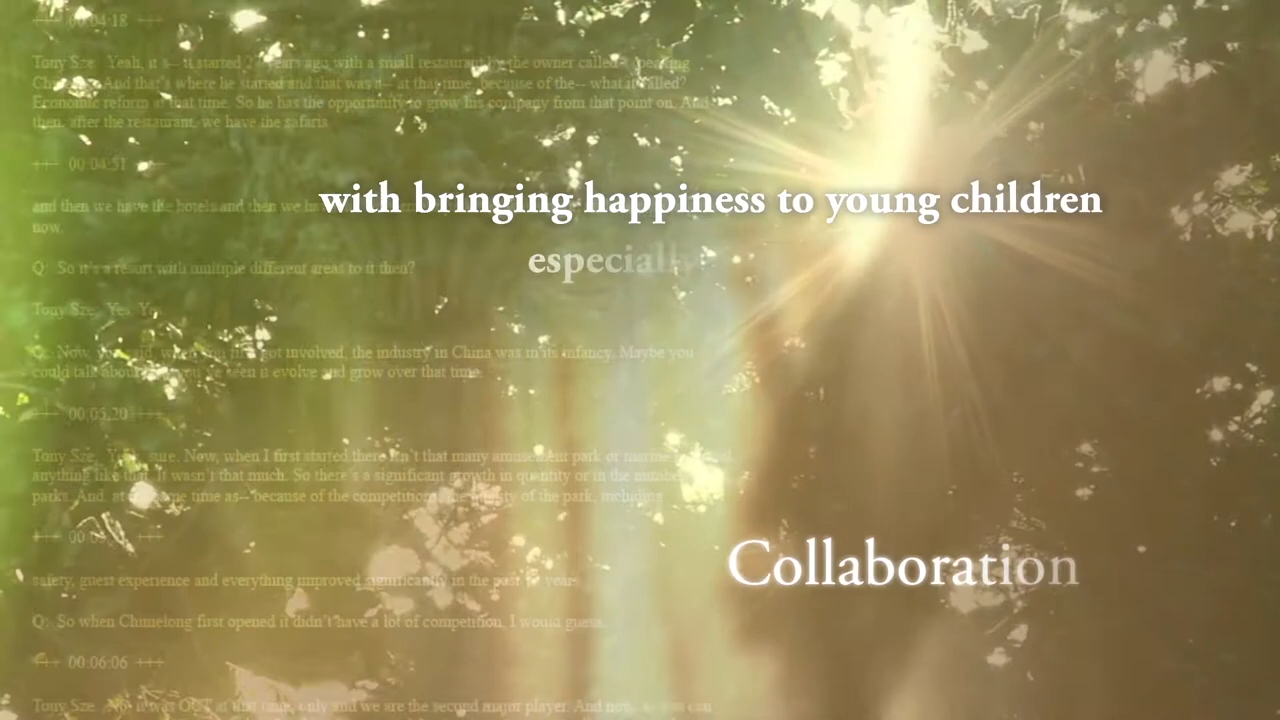 +++ 00:04:18
Tony Sze: Yeah, it s-- it started 2 years ago with a small restaurant by the owner called
And that's where he started and that was a-- at that time, because of the-- what it called?
Economic reform at that time. So he has the opportunity to grow his company from that point on. And
then, after the restaurant, we have the safaris
+++ 00:04:51 +++
with bringing happiness to young children
and then we have the hotels and then we
now.
especially
Q: So it's a resort with multiple different areas to it then?
Tony Sze: Yes. Yes
Q: Now, you said, when you first got involved, the industry in China was in its infancy. Maybe you
could talk about you've seen it evolve and grow over that time.
+++ 00:05:20 +++
Tony Sze: Yeah, sure. Now, when I first started there isn't that many amusement park or marine
anything like that. It wasn't that much. So there's a significant growth in quantity or in the number
parks. And, at same time as-- because of the competition, the of the park, including
+++ +++
Collaboration
safety, guest experience and everything improved significantly in the past year
Q: So when Chimelong first opened it didn't have a lot of competition, I would guess.
+++ 00:06:06 +++
Tony Sze: No, it was OCT at that time, only and we are the second major player. And